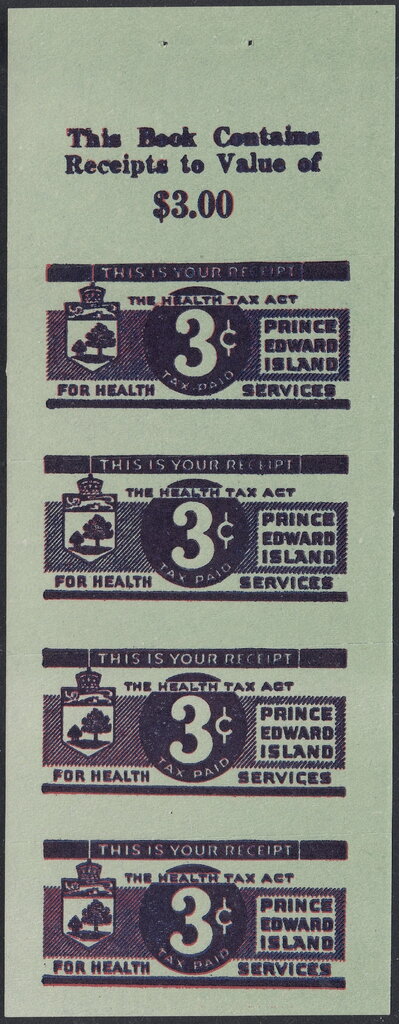 This Book Contains
Receipts to Value of
$3.00
THIS IS YOUR RECEIPT
THE HEALTH TAX ACT
3¢
TAX PAID
PRINCE
EDWARD
ISLAND
FOR HEALTH SERVICES
THIS IS YOUR RECEIPT
THE HEALTH TAX ACT
3¢
TAX PAID
PRINCE
EDWARD
ISLAND
FOR HEALTH SERVICES
THIS IS YOUR RECEIPT
THE HEALTH TAX ACT
3¢
TAX PAID
PRINCE
EDWARD
ISLAND
FOR HEALTH SERVICES
THIS IS YOUR RECEIPT
THE HEALTH TAX ACT
3¢
TAX PAID
PRINCE
EDWARD
ISLAND
FOR HEALTH SERVICES